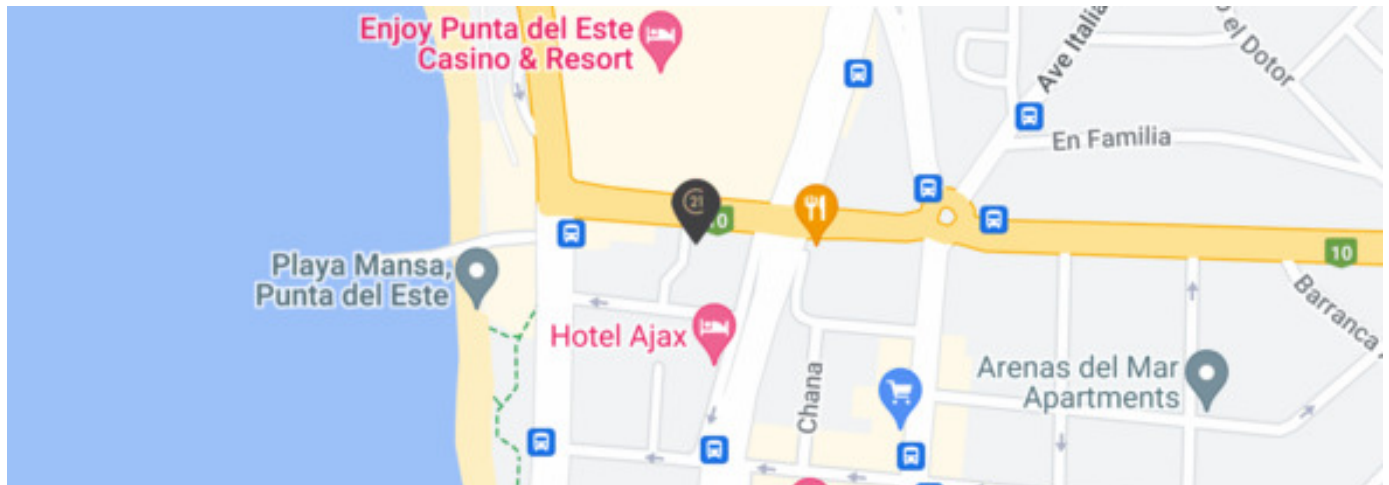 Enjoy Punta del Este
Casino & Resort
Ave Italia
o el Dotor
En Familia
21
10
10
Playa Mansa,
Punta del Este
Barranca
Hotel Ajax
Chana
Arenas del Mar
Apartments